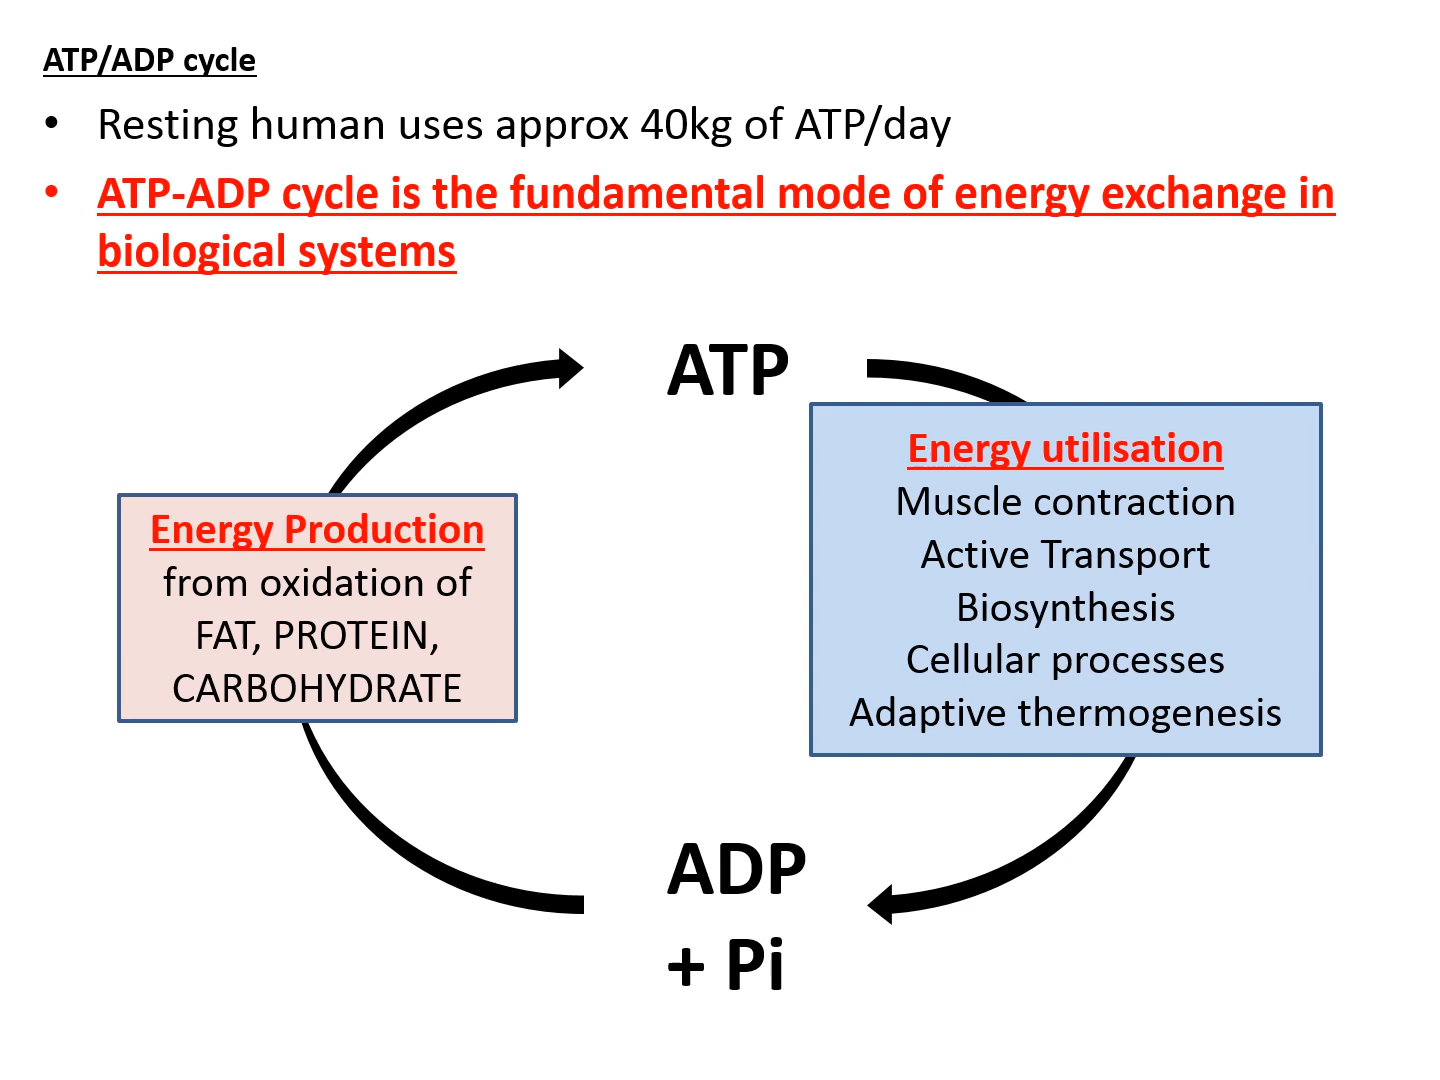 ATP/ADP cycle
• Resting human uses approx 40kg of ATP/day
• ATP-ADP cycle is the fundamental mode of energy exchange in
biological systems
ATP
Energy utilisation
Muscle contraction
Active Transport
Biosynthesis
Cellular processes
Adaptive thermogenesis
Energy Production
from oxidation of
FAT, PROTEIN,
CARBOHYDRATE
ADP
+ Pi